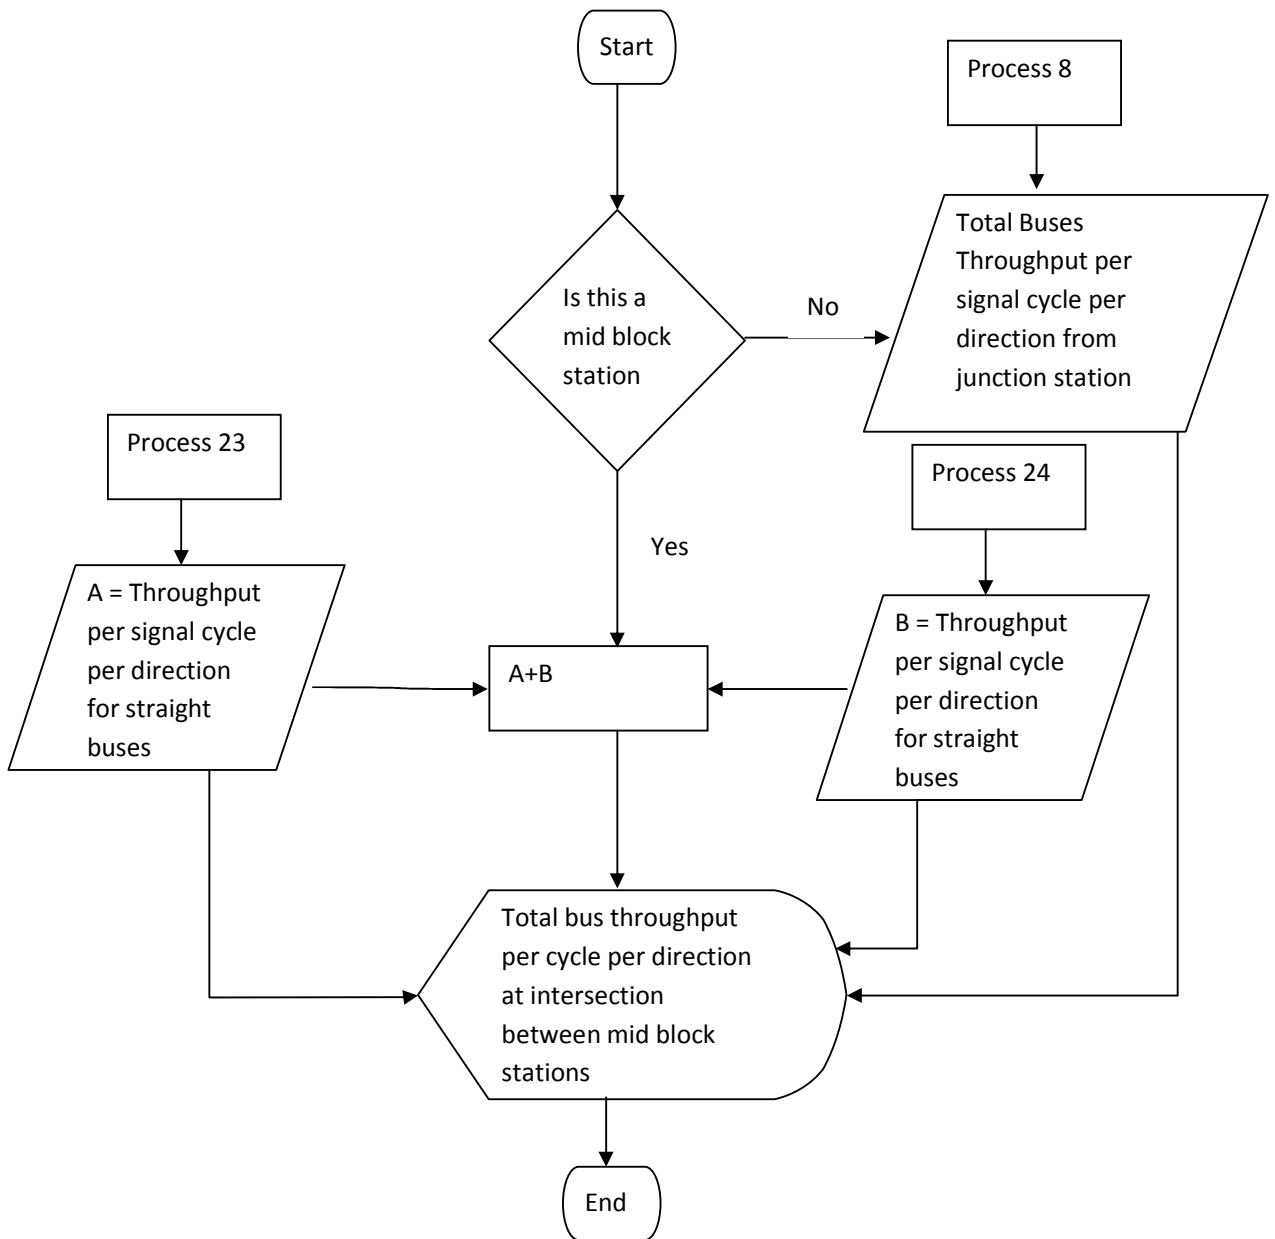 Start
Process 8
Total Buses
Throughput per
signal cycle per
direction from
junction station
Is this a
mid block
station
No
Process 23
Process 24
Yes
A = Throughput
per signal cycle
per direction
for straight
buses
A+B
B = Throughput
per signal cycle
per direction
for straight
buses
Total bus throughput
per cycle per direction
at intersection
between mid block
stations
End